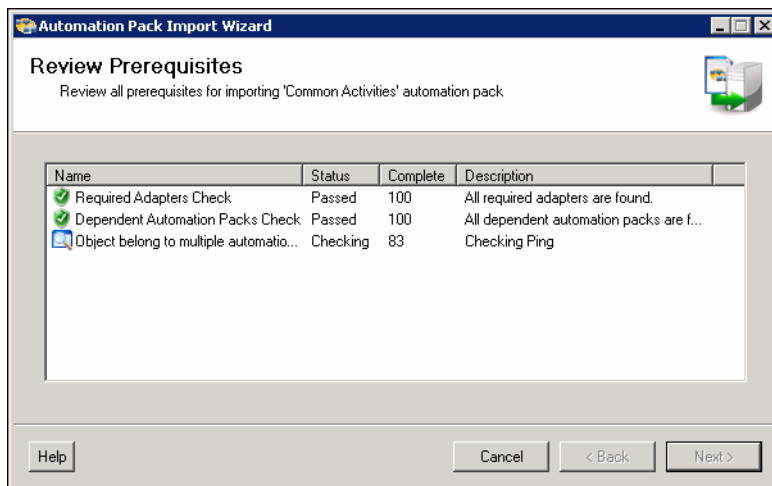 Automation Pack Import Wizard
Review Prerequisites
Review all prerequisites for importing 'Common Activities' automation pack
Name Status Complete Description
Required Adapters Check Passed 100 All required adapters are found.
Dependent Automation Packs Check Passed 100 All dependent automation packs are f...
Object belong to multiple automatio... Checking 83 Checking Ping
Help Cancel < Back Next >